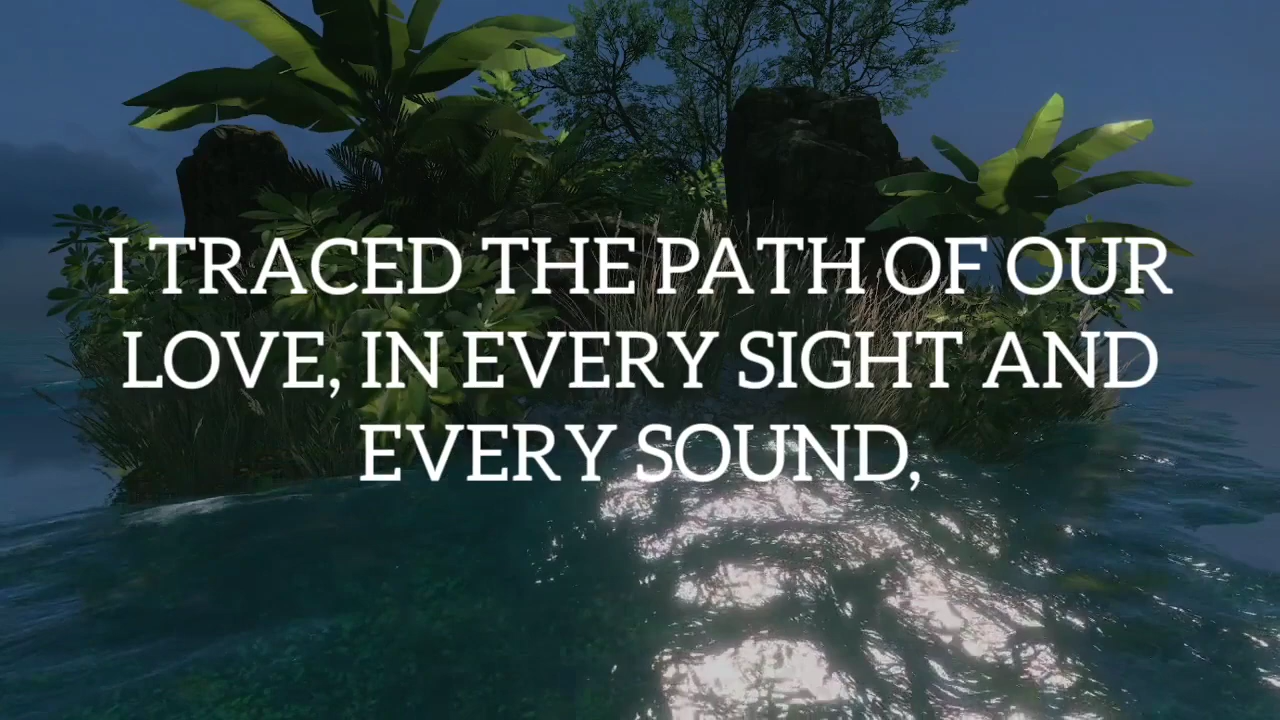 I TRACED THE PATH OF OUR
LOVE, IN EVERY SIGHT AND
EVERY SOUND,